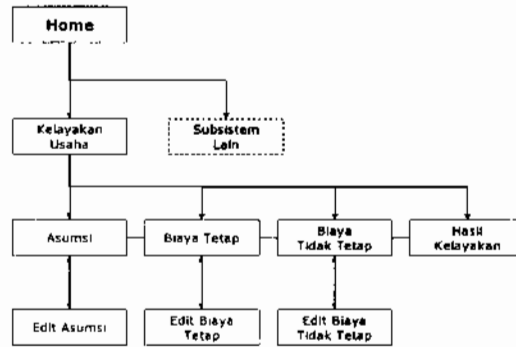 Home
Kelayakan
Usaha
Subsistem
Lain
Asumsi
Biaya Tetap
Biaya
Tidak Tetap
Hasil
Kelayakan
Edit Asumsi
Edit Biaya
Tetap
Edit Biaya
Tidak Tetap